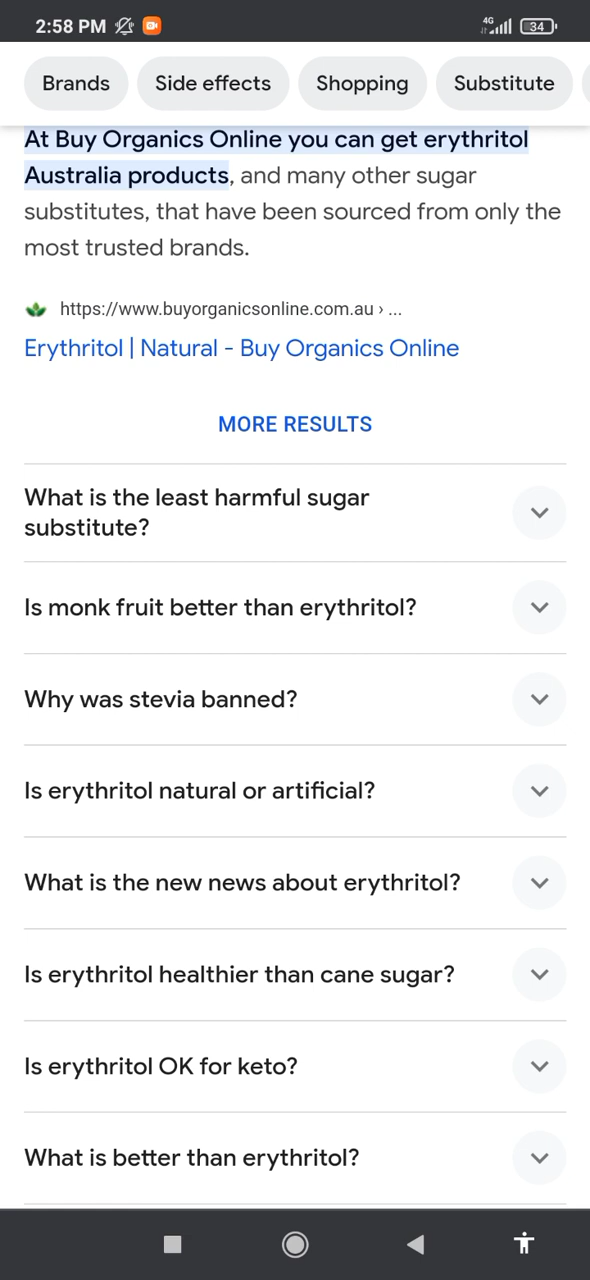 2:58 PM
4G
34
Brands
Side effects
Shopping
Substitute
At Buy Organics Online you can get erythritol
Australia products, and many other sugar
substitutes, that have been sourced from only the
most trusted brands.
https://www.buyorganicsonline.com.au › ...
Erythritol | Natural - Buy Organics Online
MORE RESULTS
What is the least harmful sugar
substitute?
Is monk fruit better than erythritol?
Why was stevia banned?
Is erythritol natural or artificial?
What is the new news about erythritol?
Is erythritol healthier than cane sugar?
Is erythritol OK for keto?
What is better than erythritol?